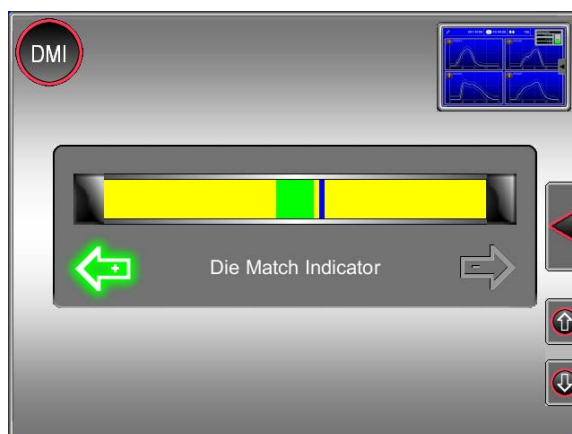 DMI
+
Die Match Indicator
-